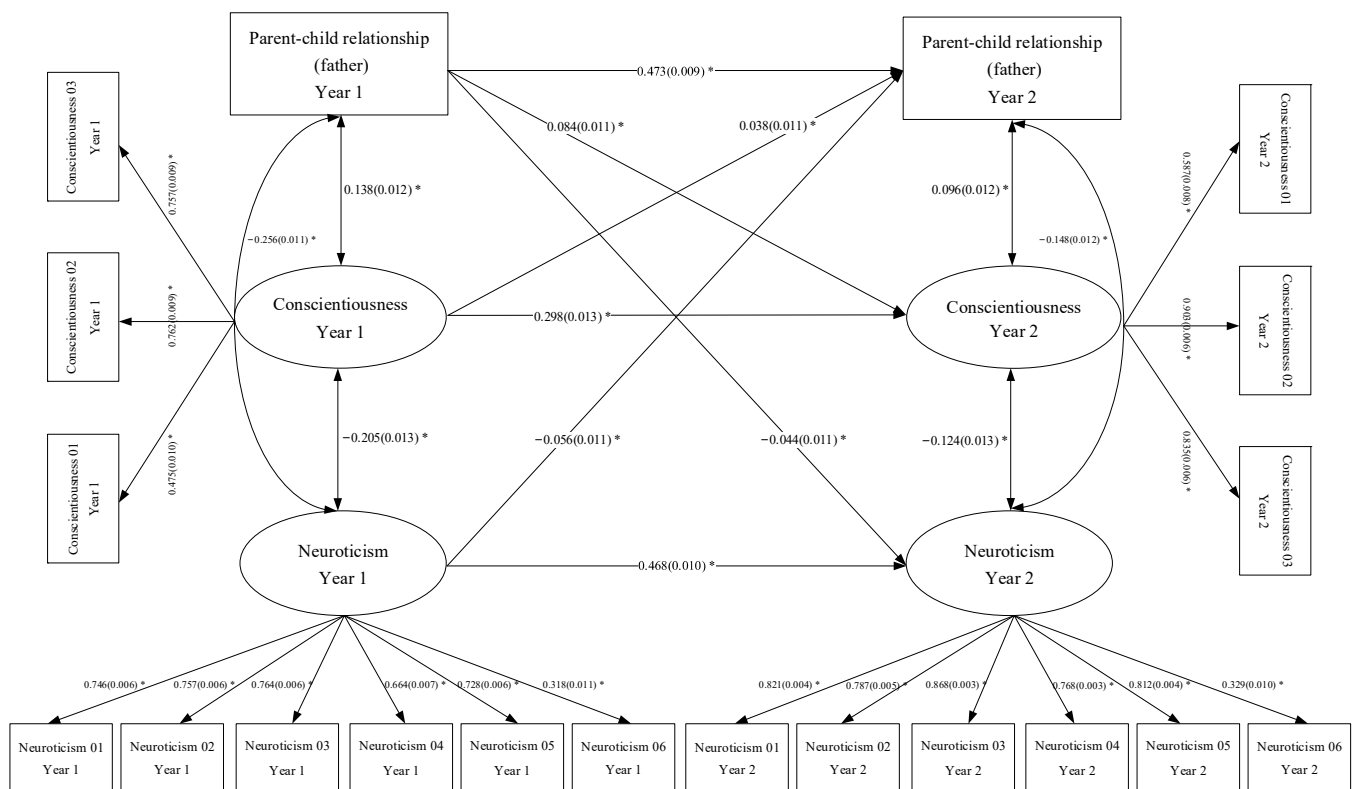 Parent-child relationship
(father)
Year 1
Parent-child relationship
(father)
Year 2
0.473(0.009) *
Conscientiousness 03
Year 1
Conscientiousness 01
Year 2
0.084(0.011) *
0.038(0.011) *
0.757(0.009) *
0.587(0.008) *
0.138(0.012) *
0.096(0.012) *
−0.256(0.011) *
−0.148(0.012) *
Conscientiousness 02
Year 1
Conscientiousness
Year 1
Conscientiousness
Year 2
Conscientiousness 02
Year 2
0.762(0.009) *
0.298(0.013) *
0.903(0.006) *
−0.205(0.013) *
−0.056(0.011) *
−0.044(0.011) *
−0.124(0.013) *
0.475(0.010) *
0.835(0.006) *
Conscientiousness 01
Year 1
Conscientiousness 03
Year 2
Neuroticism
Year 1
Neuroticism
Year 2
0.468(0.010) *
0.746(0.006) *
0.757(0.006) *
0.764(0.006) *
0.664(0.007) *
0.728(0.006) *
0.318(0.011) *
0.821(0.004) *
0.787(0.005) *
0.868(0.003) *
0.768(0.003) *
0.812(0.004) *
0.329(0.010) *
Neuroticism 01
Year 1
Neuroticism 02
Year 1
Neuroticism 03
Year 1
Neuroticism 04
Year 1
Neuroticism 05
Year 1
Neuroticism 06
Year 1
Neuroticism 01
Year 2
Neuroticism 02
Year 2
Neuroticism 03
Year 2
Neuroticism 04
Year 2
Neuroticism 05
Year 2
Neuroticism 06
Year 2